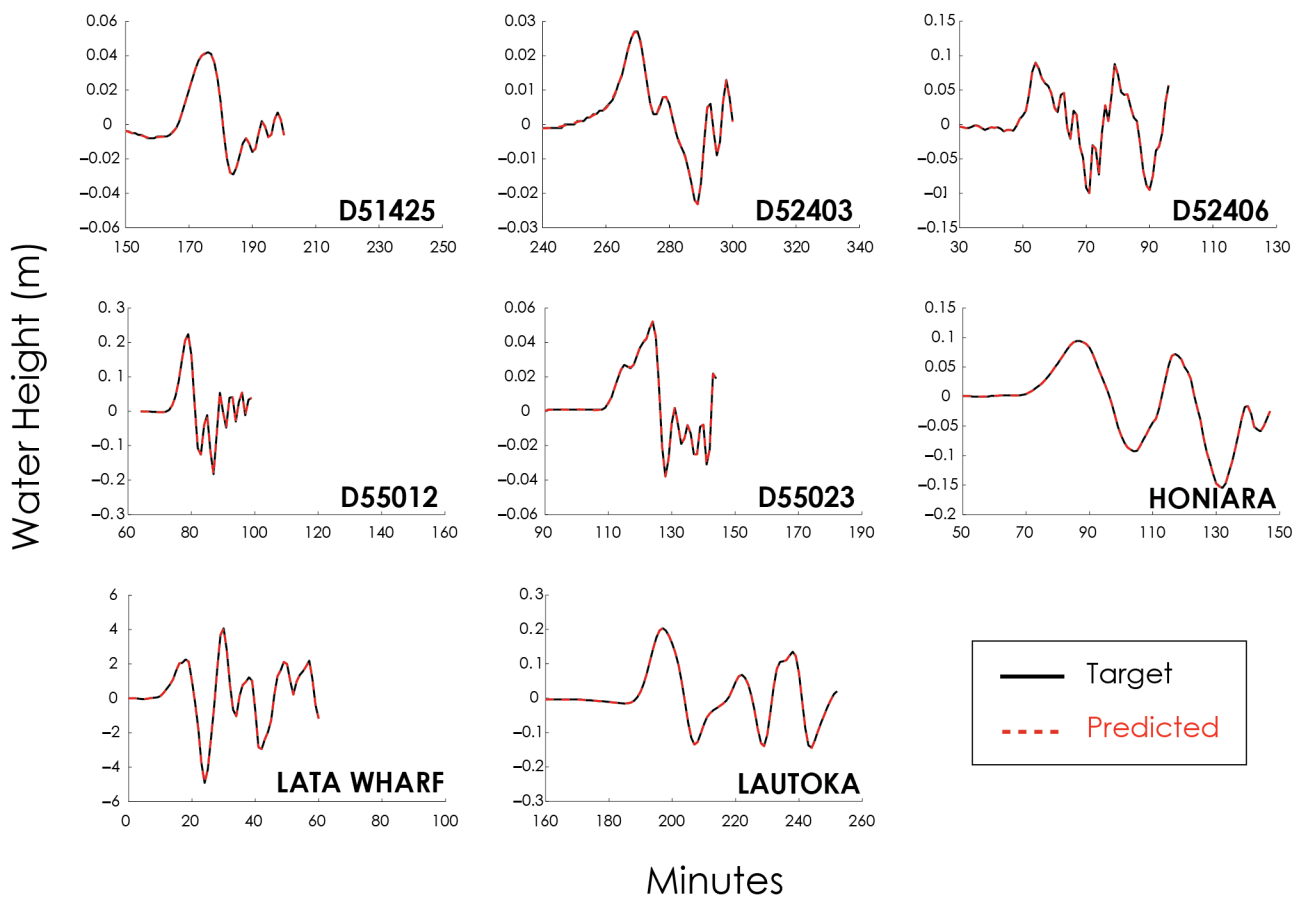 0.06
0.04
0.02
0
–0.02
–0.04
–0.06
150 170 190 210 230 250
D51425
0.03
0.02
0.01
0
–0.01
–0.02
–0.03
240 260 280 300 320 340
D52403
0.15
0.1
0.05
0
–0.05
–01
–0.15
30 50 70 90 110 130
D52406
Water Height (m)
0.3
0.2
0.1
0
–0.1
–0.2
–0.3
60 80 100 120 140 160
D55012
0.06
0.04
0.02
0
–0.02
–0.04
–0.06
90 110 130 150 170 190
D55023
0.15
0.1
0.05
0
–0.05
–0.1
–0.15
–0.2
50 70 90 110 130 150
HONIARA
6
4
2
0
–2
–4
–6
0 20 40 60 80 100
LATA WHARF
0.3
0.2
0.1
0
–0.1
–0.2
–0.3
160 180 200 220 240 260
LAUTOKA
Target
Predicted
Minutes